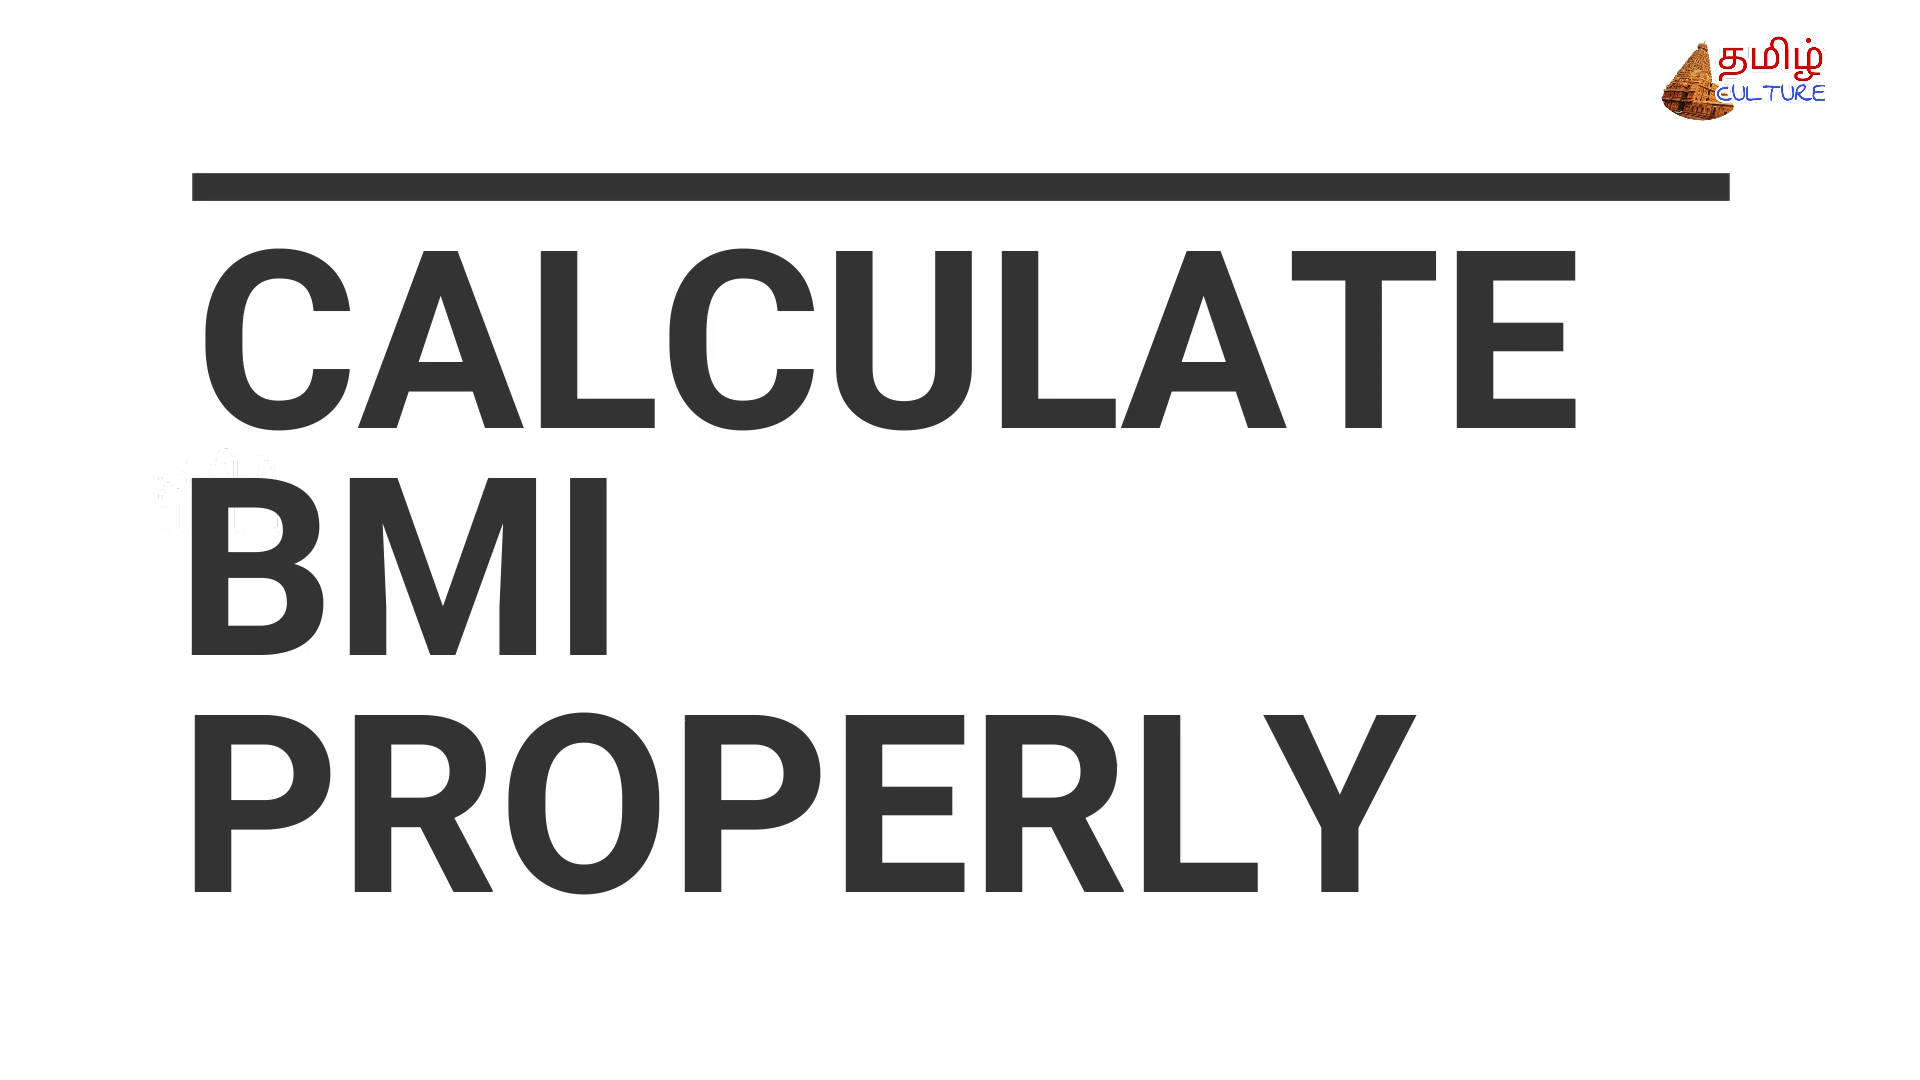 தமிழ்
CULTURE
CALCULATE
BMI
PROPERLY